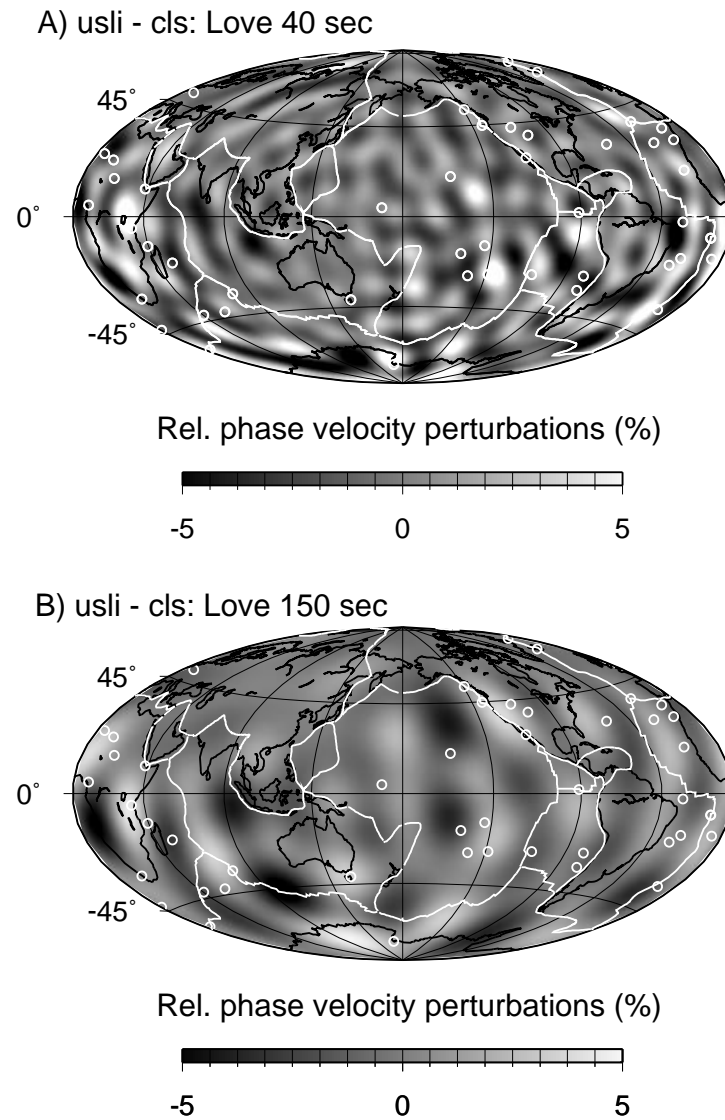 A) usli - cls: Love 40 sec
45°
0°
-45°
Rel. phase velocity perturbations (%)
-5 0 5
B) usli - cls: Love 150 sec
45°
0°
-45°
Rel. phase velocity perturbations (%)
-5 0 5